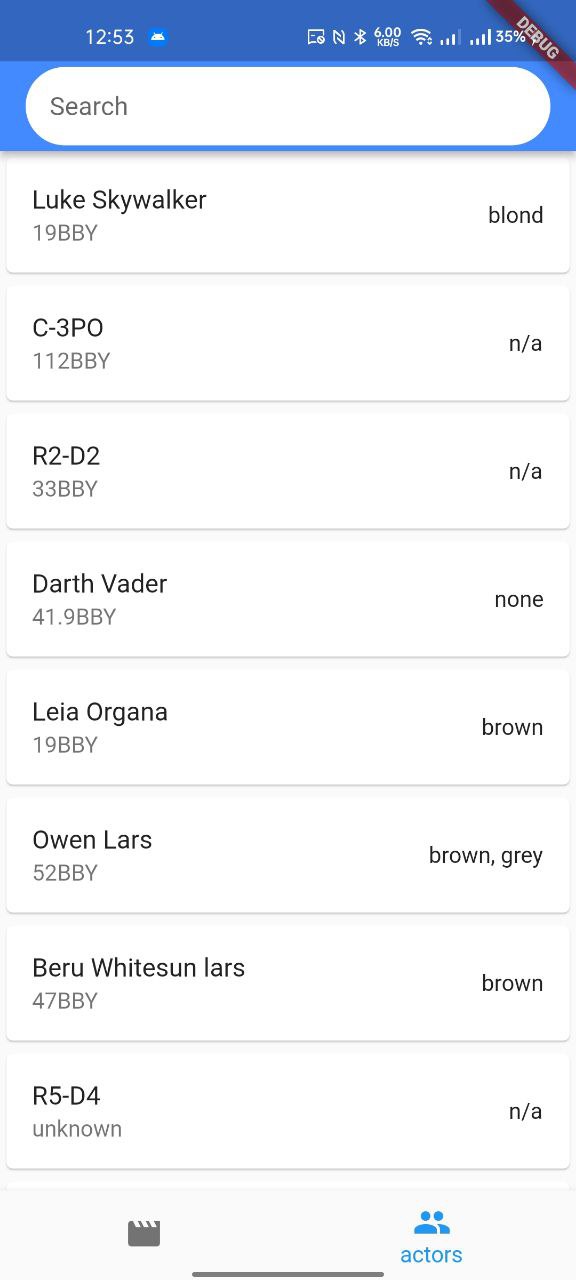 12:53
6.00
KB/S
35%
DEBUG
Search
Luke Skywalker
19BBY
blond
C-3PO
112BBY
n/a
R2-D2
33BBY
n/a
Darth Vader
41.9BBY
none
Leia Organa
19BBY
brown
Owen Lars
52BBY
brown, grey
Beru Whitesun lars
47BBY
brown
R5-D4
unknown
n/a
actors